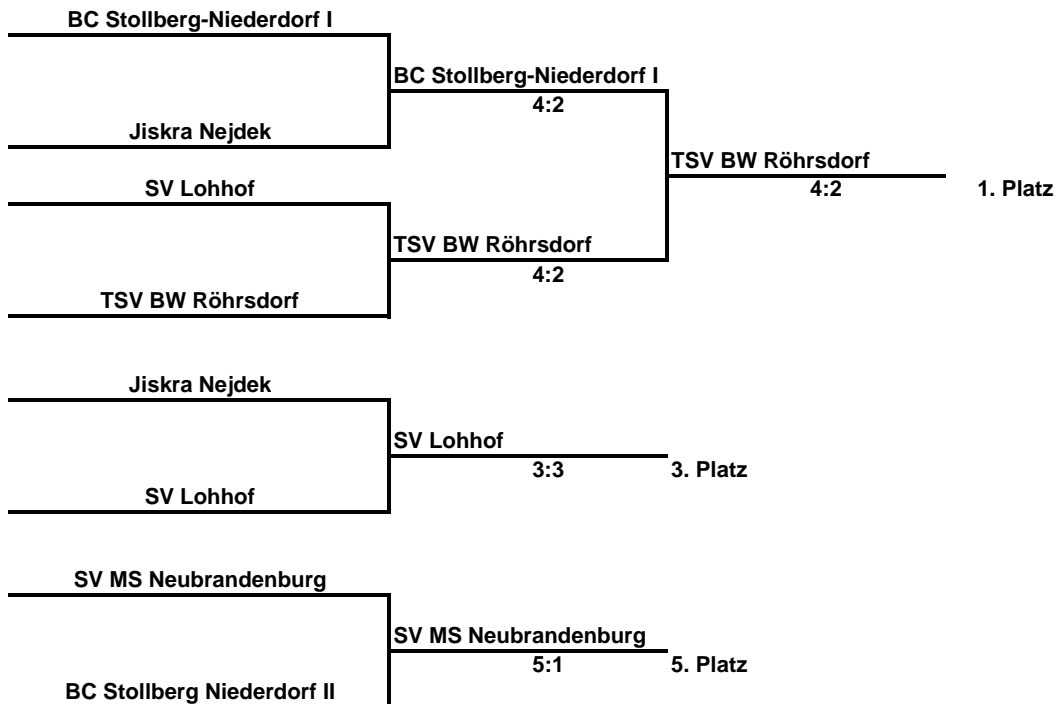 BC Stollberg-Niederdorf I
BC Stollberg-Niederdorf I
4:2
Jiskra Nejdek
TSV BW Röhrsdorf
SV Lohhof
4:2
1. Platz
TSV BW Röhrsdorf
4:2
TSV BW Röhrsdorf
Jiskra Nejdek
SV Lohhof
3:3
3. Platz
SV Lohhof
SV MS Neubrandenburg
SV MS Neubrandenburg
5:1
5. Platz
BC Stollberg Niederdorf II